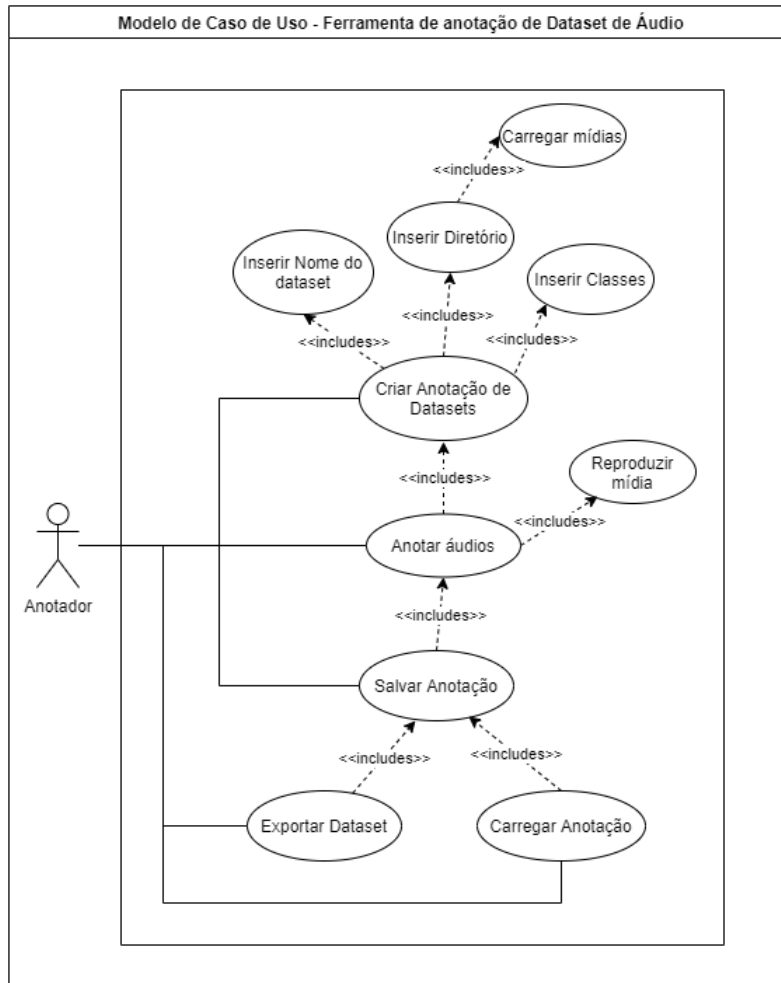 Modelo de Caso de Uso - Ferramenta de anotação de Dataset de Áudio
Carregar mídias
<<includes>>
Inserir Diretório
Inserir Nome do
dataset
Inserir Classes
<<includes>>
<<includes>>
<<includes>>
Criar Anotação de
Datasets
Reproduzir
mídia
<<includes>>
<<includes>>
Anotar áudios
Anotador
<<includes>>
Salvar Anotação
<<includes>>
<<includes>>
Exportar Dataset
Carregar Anotação